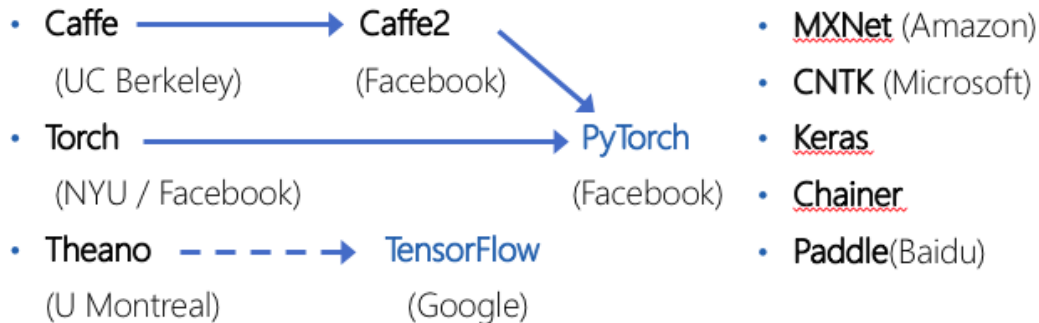 • Caffe Caffe2
(UC Berkeley) (Facebook)
• Torch PyTorch
(NYU / Facebook) (Facebook)
• Theano TensorFlow
(U Montreal) (Google)
• MXNet (Amazon)
• CNTK (Microsoft)
• Keras
• Chainer
• Paddle(Baidu)